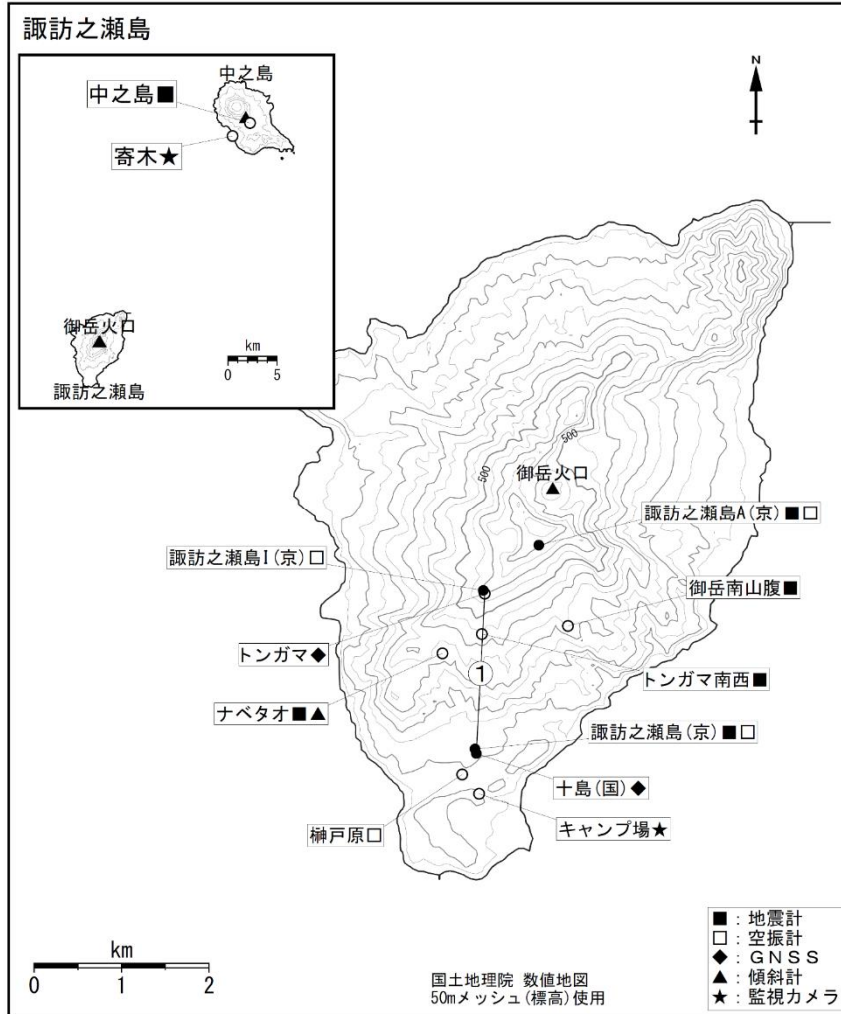 諏訪之瀬島
中之島
中之島■
寄木★
御岳火口
諏訪之瀬島
km
0 5
N
500
500
御岳火口
諏訪之瀬島A(京)■□
諏訪之瀬島I(京)□
御岳南山腹■
トンガマ◆
①
トンガマ南西■
ナベタオ■▲
諏訪之瀬島(京)■□
十島(国)◆
榊戸原□
キャンプ場★
km
0 1 2
国土地理院 数値地図
50mメッシュ(標高)使用
■:地震計
□:空振計
◆:GNSS
▲:傾斜計
★:監視カメラ